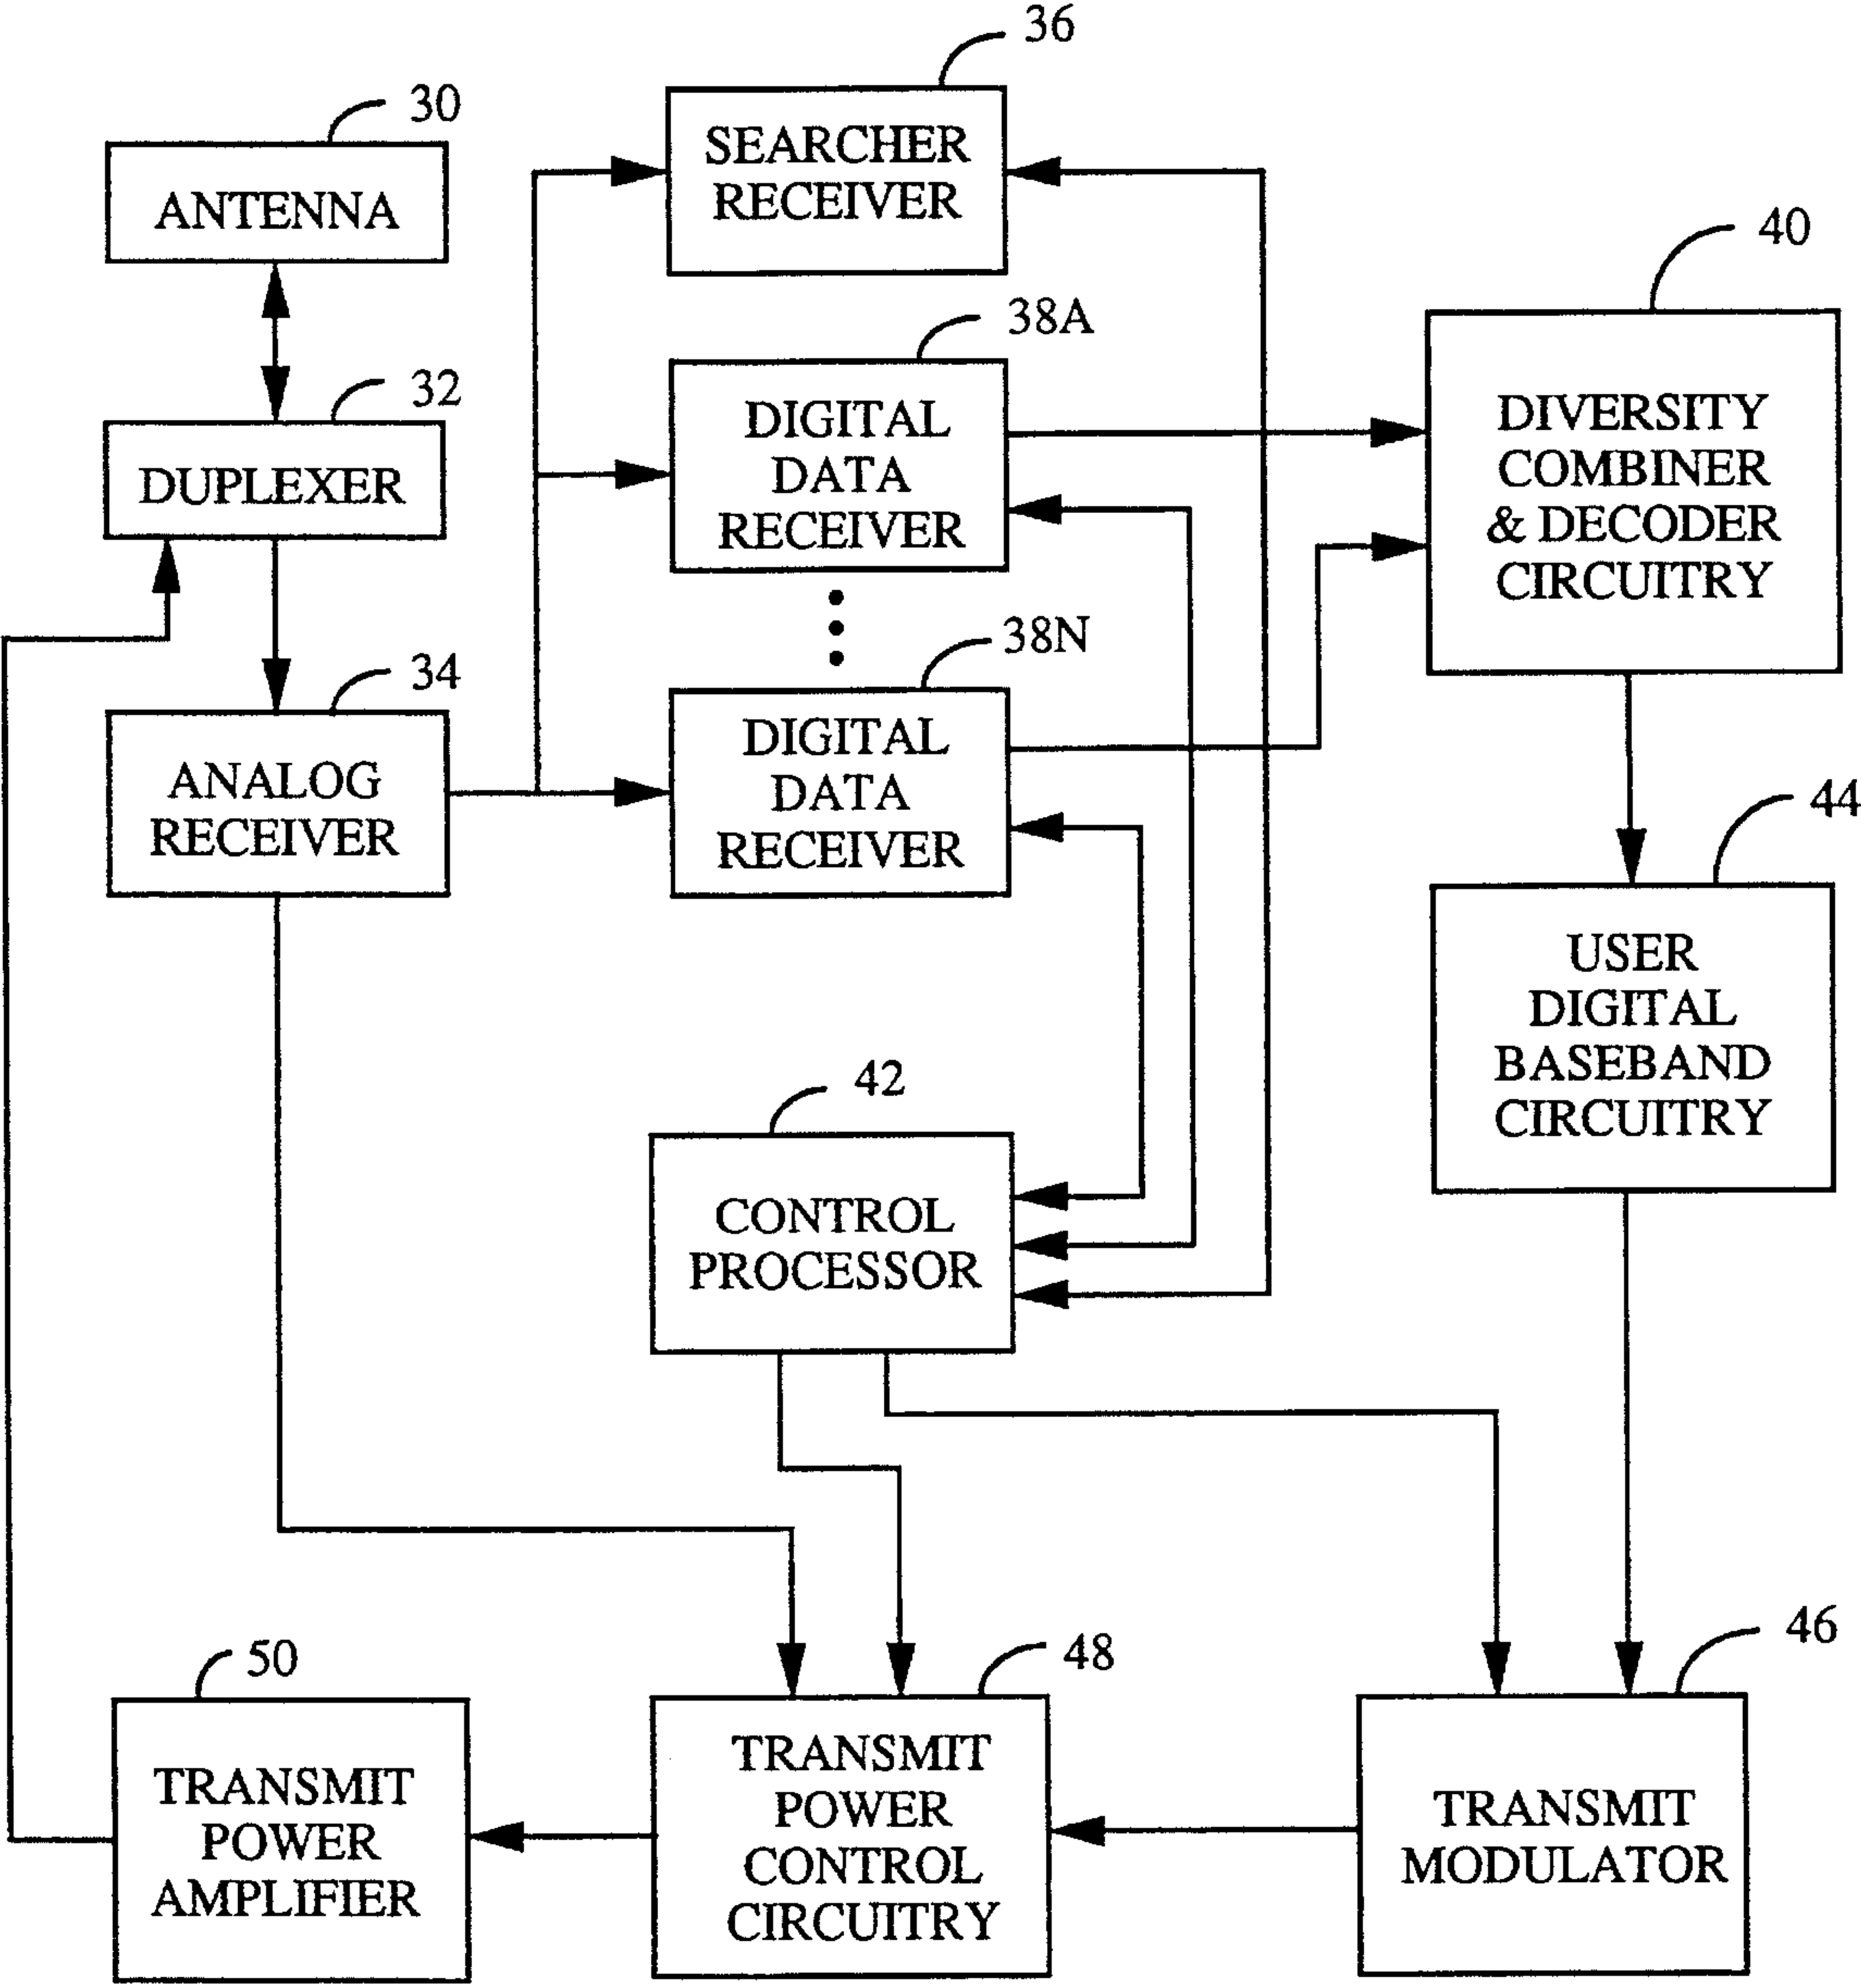 36
30
SEARCHER
RECEIVER
ANTENNA
40
38A
32
DIGITAL
DATA
RECEIVER
DIVERSITY
COMBINER
& DECODER
CIRCUITRY
DUPLEXER
38N
34
DIGITAL
DATA
RECEIVER
ANALOG
RECEIVER
44
USER
DIGITAL
BASEBAND
CIRCUITRY
42
CONTROL
PROCESSOR
50
48
46
TRANSMIT
POWER
AMPLIFIER
TRANSMIT
POWER
CONTROL
CIRCUITRY
TRANSMIT
MODULATOR